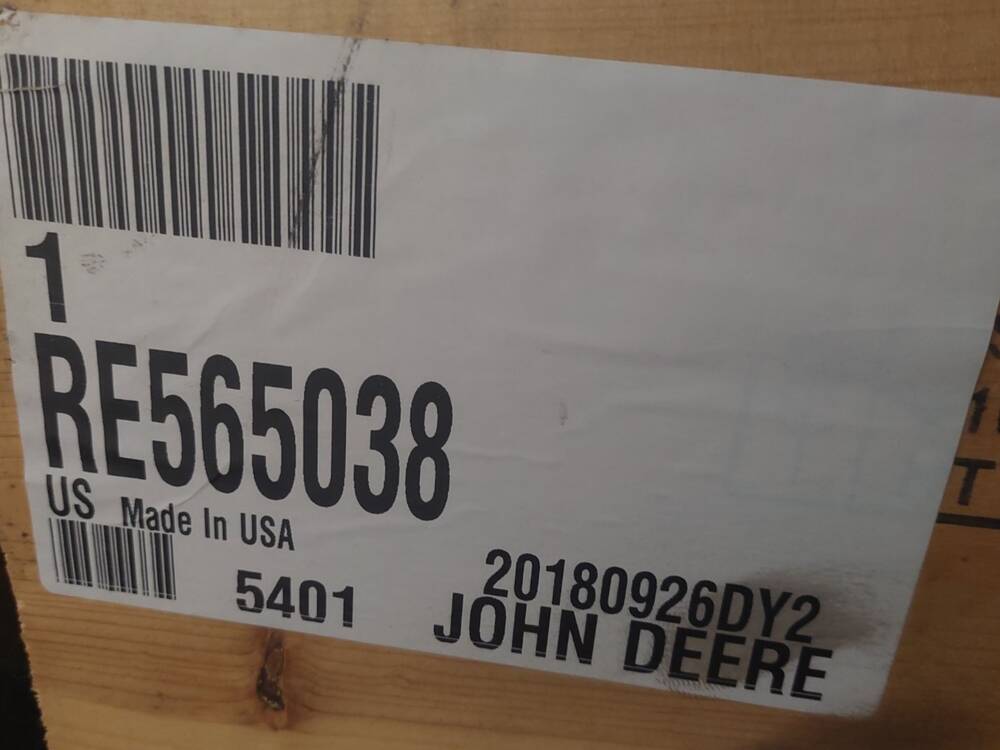 1
RE565038
US Made In USA
5401
20180926DY2
JOHN DEERE